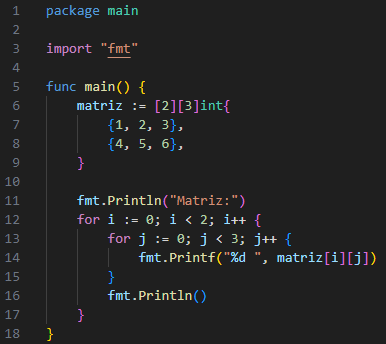 1 package main
2
3 import "fmt"
4
5 func main() {
6     matriz := [2][3]int{
7         {1, 2, 3},
8         {4, 5, 6},
9     }
10
11     fmt.Println("Matriz:")
12     for i := 0; i < 2; i++ {
13         for j := 0; j < 3; j++ {
14             fmt.Printf("%d ", matriz[i][j])
15         }
16         fmt.Println()
17     }
18 }